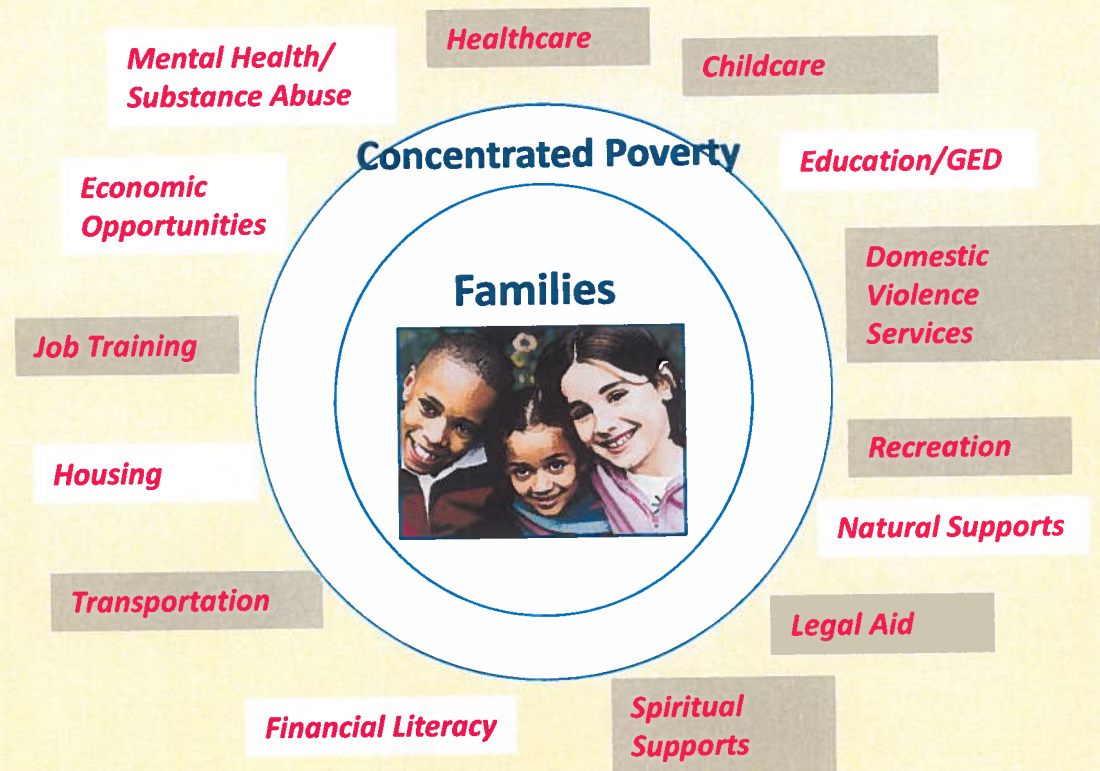 Healthcare
Mental Health/
Substance Abuse
Childcare
Concentrated Poverty
Education/GED
Economic
Opportunities
Domestic
Violence
Services
Families
Job Training
Recreation
Housing
Natural Supports
Transportation
Legal Aid
Financial Literacy
Spiritual
Supports